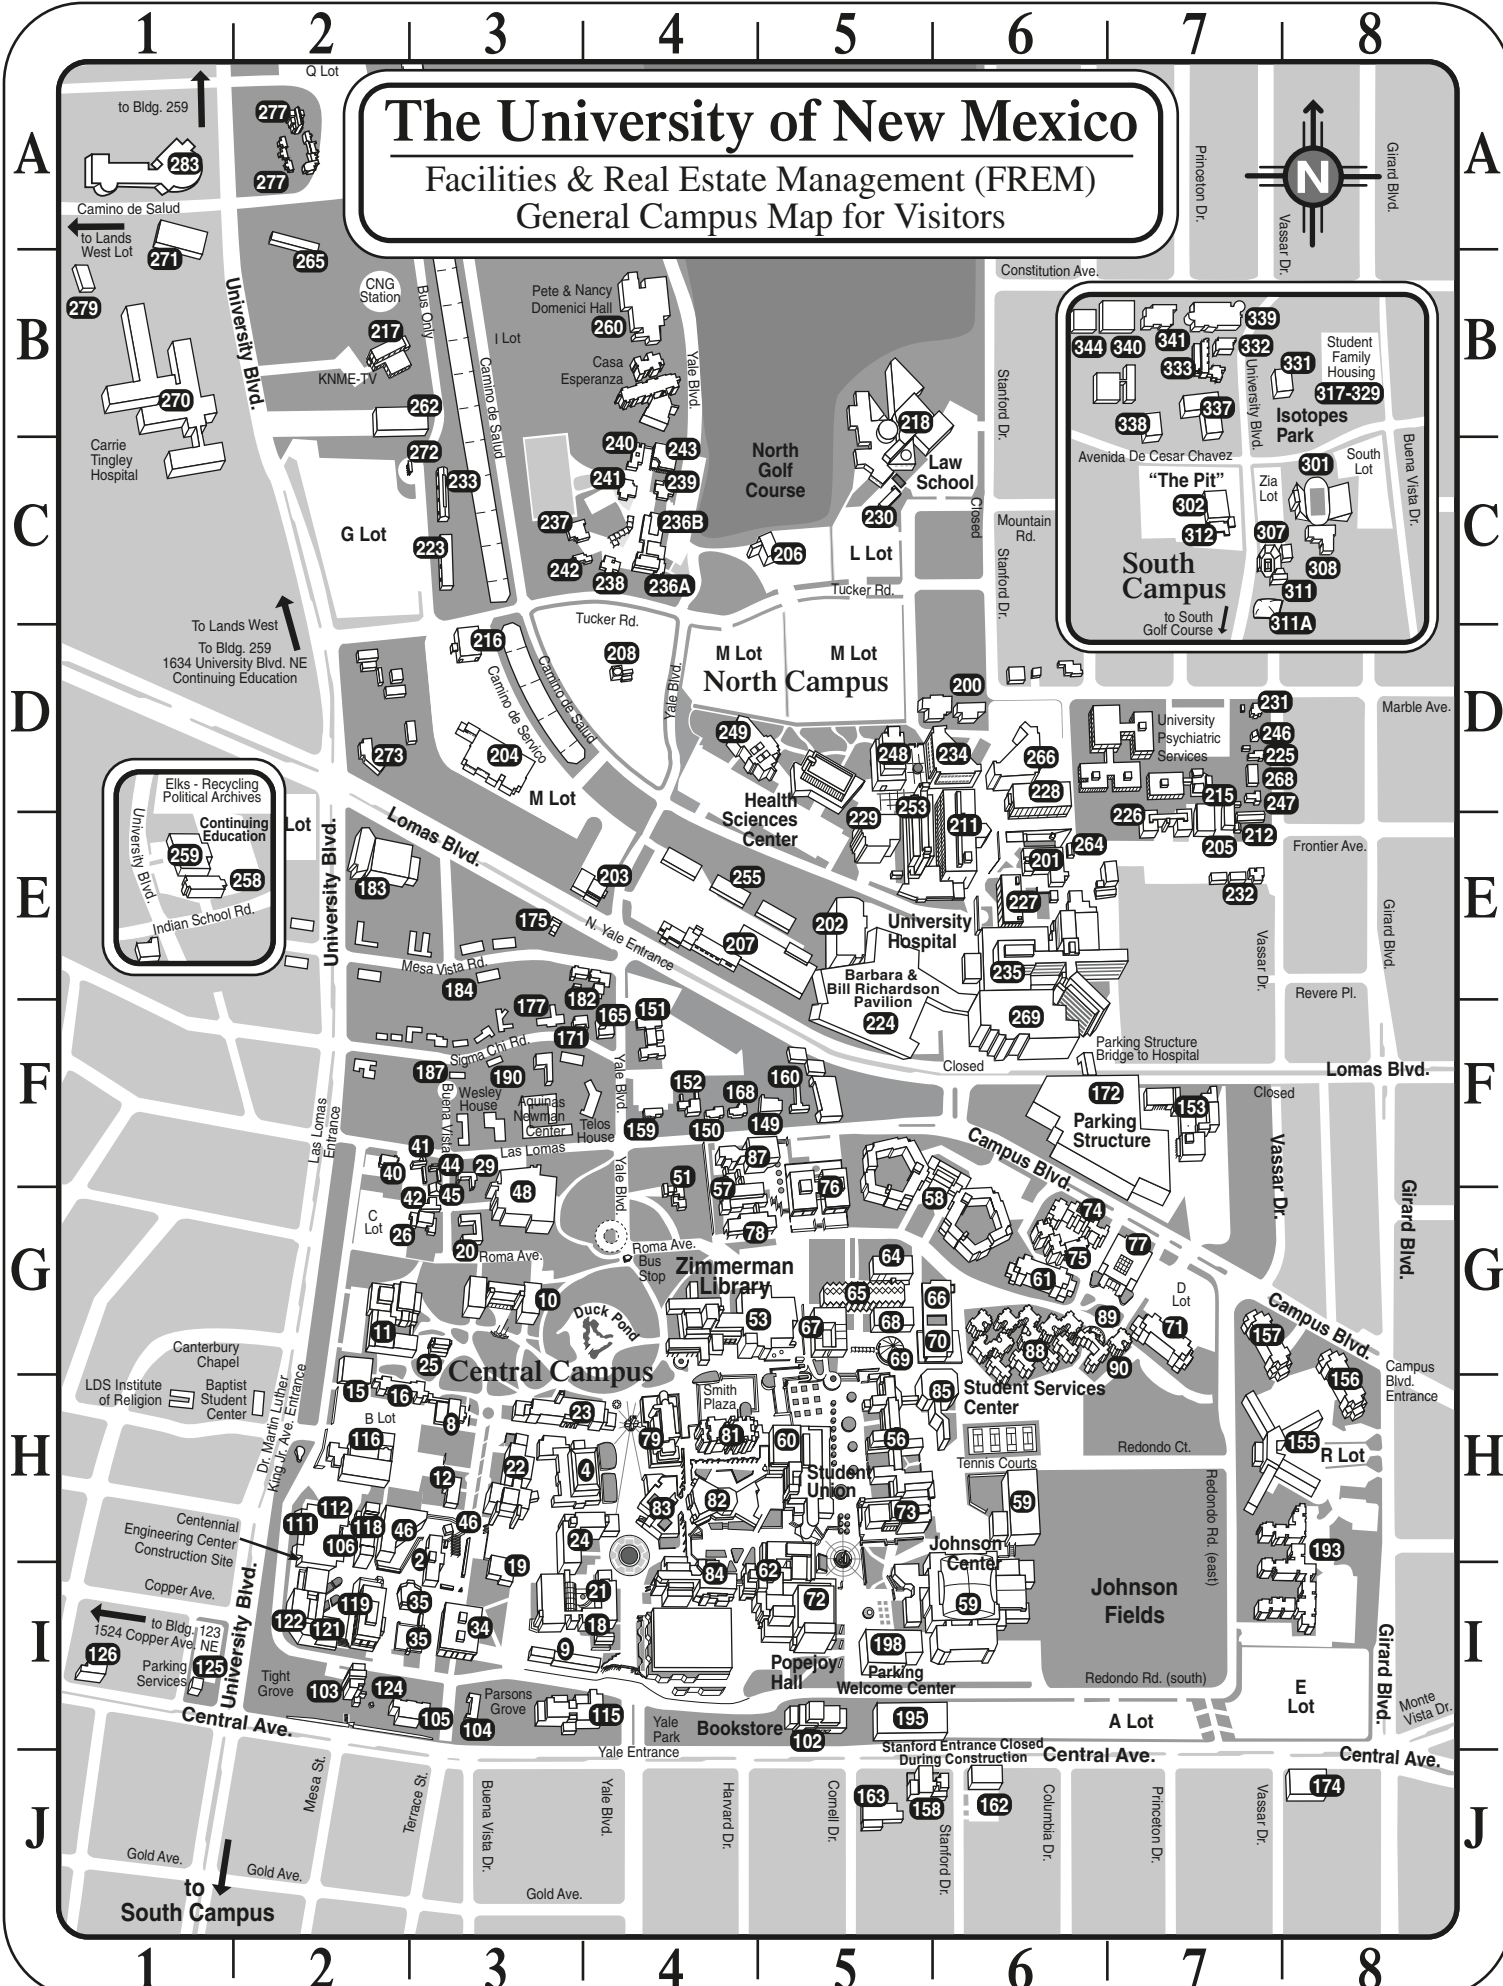 1 2 3 4 5 6 7 8
The University of New Mexico
Facilities & Real Estate Management (FREM)
General Campus Map for Visitors
A
A
Q Lot
to Bldg. 259
277
283
277
Camino de Salud
to Lands
West Lot
271
265
Princeton Dr.
Vassar Dr.
Girard Blvd.
N
B
B
279
University Blvd.
CNG
Station
Bus Only
217
KNME-TV
I Lot
Camino de Salud
Pete & Nancy
Domenici Hall
260
Casa
Esperanza
Yale Blvd.
270
Carrie
Tingley
Hospital
262
Constitution Ave.
Stanford Dr.
218
344
340
341
339
332
333
331
Student
Family
Housing
317-329
University Blvd.
337
338
Isotopes
Park
Avenida De Cesar Chavez
C
C
"The Pit"
302
312
Zia
Lot
301
South
Lot
Buena Vista Dr.
307
308
311
311A
South
Campus
to South
Golf Course
272
233
G Lot
223
240
243
241
239
237
236B
242
238
236A
North
Golf
Course
206
Law
School
230
L Lot
Closed
Mountain
Rd.
Stanford Dr.
Tucker Rd.
D
D
To Lands West
To Bldg. 259
1634 University Blvd. NE
Continuing Education
216
Tucker Rd.
208
Camino de Salud
Camino de Servico
Yale Blvd.
M Lot
M Lot
North Campus
200
273
204
M Lot
249
248
234
266
228
University
Psychiatric
Services
231
246
225
268
247
215
Marble Ave.
E
E
Elks - Recycling
Political Archives
Continuing
Education
259
258
University Blvd.
Indian School Rd.
Lot
University Blvd.
183
Lomas Blvd.
Health
Sciences
Center
229
253
211
201
264
226
205
212
Frontier Ave.
232
203
255
175
N. Yale Entrance
207
202
University
Hospital
227
235
Vassar Dr.
Girard Blvd.
Mesa Vista Rd.
184
Barbara &
Bill Richardson
Pavilion
224
269
Revere Pl.
F
F
177
182
165
151
171
Sigma Chi Rd.
187
190
Wesley
House
Buena Vista
Aquinas
Newman
Center
Telos
House
Yale Blvd.
Las Lomas
Las Lomas
Entrance
152
168
160
159
150
149
Closed
Parking Structure
Bridge to Hospital
Lomas Blvd.
172
Parking
Structure
153
Closed
Campus Blvd.
Vassar Dr.
Girard Blvd.
G
G
41
40
44
29
42
45
48
C
Lot
26
20
Roma Ave.
51
57
87
76
78
58
Yale Blvd.
Roma Ave.
Bus
Stop
Zimmerman
Library
74
75
77
61
64
65
66
68
67
70
69
53
D
Lot
89
71
88
90
10
11
25
Duck Pond
Central Campus
157
Campus Blvd.
156
Campus
Blvd.
Entrance
Canterbury
Chapel
LDS Institute
of Religion
Baptist
Student
Center
Dr. Martin Luther
King Jr. Ave. Entrance
H
H
15
16
B Lot
8
116
23
Smith
Plaza
79
81
60
85
Student Services
Center
56
Tennis Courts
Redondo Ct.
155
R Lot
12
22
4
Student
Union
83
82
73
59
Redondo Rd. (east)
Centennial
Engineering Center
Construction Site
111
112
118
106
46
46
2
24
19
Johnson
Center
193
I
I
Copper Ave.
to Bldg. 123
1524 Copper Ave. NE
126
Parking
Services
125
University Blvd.
122
121
119
35
35
34
21
18
9
84
62
72
59
198
Johnson
Fields
Popejoy
Hall
Parking
Welcome Center
Redondo Rd. (south)
E
Lot
Girard Blvd.
Monte
Vista Dr.
Tight
Grove
103
124
105
104
Parsons
Grove
115
Yale
Park
Bookstore
102
195
A Lot
Central Ave.
Yale Entrance
Stanford Entrance Closed
During Construction
Central Ave.
Central Ave.
J
J
Mesa St.
Terrace St.
Buena Vista Dr.
Yale Blvd.
Harvard Dr.
Cornell Dr.
163
158
162
Stanford Dr.
Columbia Dr.
Princeton Dr.
Vassar Dr.
174
Gold Ave.
Gold Ave.
Gold Ave.
to
South Campus
1 2 3 4 5 6 7 8